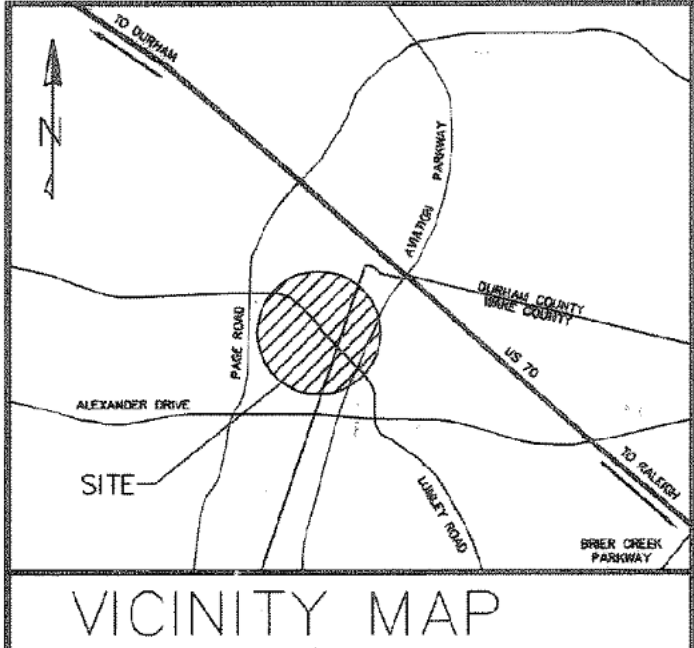 TO DURHAM
N
PARKWAY
AVIATION
DURHAM COUNTY
WAKE COUNTY
PAGE ROAD
US 70
ALEXANDER DRIVE
SITE
LUMLEY ROAD
TO RALEIGH
BRIER CREEK
PARKWAY
VICINITY MAP